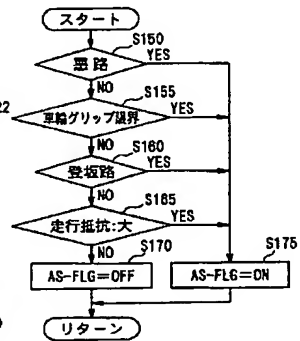 スタート
S150
悪路
YES
NO
S155
22
車輪グリップ限界
YES
NO
S160
登坂路
YES
NO
S165
走行抵抗:大
YES
NO
S170
S175
AS-FLG=OFF
AS-FLG=ON
リターン